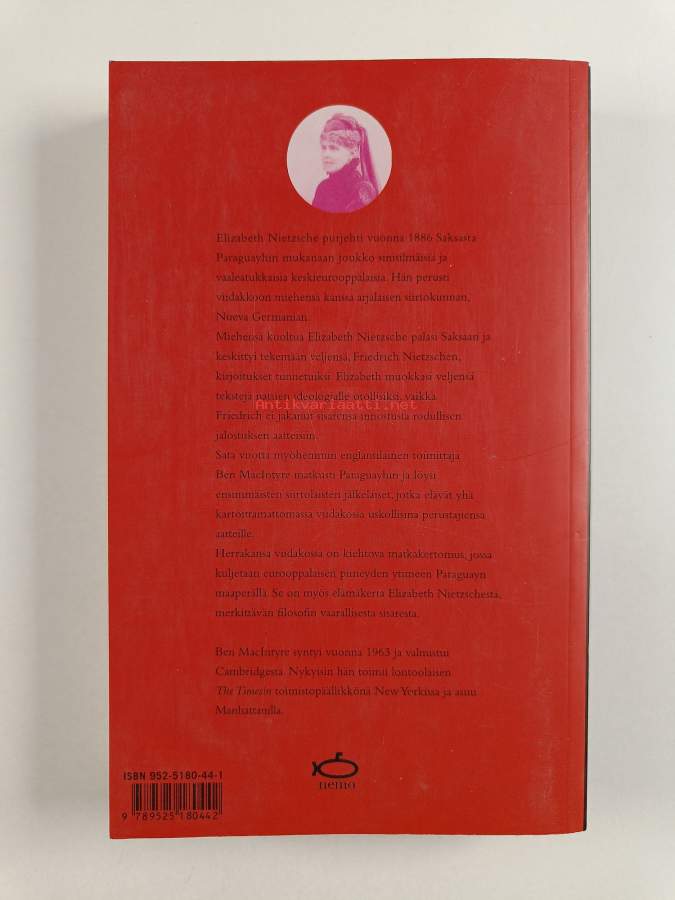 Elizabeth Nietzsche purjehti vuonna 1886 Saksasta
Paraguayhin mukanaan joukko sinisilmäisiä ja
vaaleatukkaisia keskieurooppalaisia. Hän perusti
viidakkoon miehensä kanssa arjalaisen siirtokunnan,
Nueva Germanian.
Miehensä kuoltua Elizabeth Nietzsche palasi Saksaan ja
keskittyi tekemään veljensä, Friedrich Nietzschen,
kirjoitukset tunnetuiksi. Elizabeth muokkasi veljensä
tekstejä natsien ideologialle otollisiksi, vaikka
Antikvariaatti.net
Friedrich ei jakanut sisarensa innostusta rodullisen
jalostuksen aatteisiin.
Sata vuotta myöhemmin englantilainen toimittaja
Ben MacIntyre matkusti Paraguayhin ja löysi
ensimmäisten siirtolaisten jälkeläiset, jotka elävät yhä
kartoittamattomassa viidakossa uskollisina perustajiensa
aatteille.
Herrakansa viidakossa on kiehtova matkakertomus, jossa
kuljetaan eurooppalaisen pimeyden ytimeen Paraguayn
maaperällä. Se on myös elämäkerta Elizabeth Nietzschestä,
merkittävän filosofin vaarallisesta sisaresta.
Ben MacIntyre syntyi vuonna 1963 ja valmistui
Cambridgestä. Nykyisin hän toimii lontoolaisen
The Timesin toimistopäällikkönä New Yorkissa ja asuu
Manhattanilla.
nemo
ISBN 952-5180-44-1
9 789525 180442